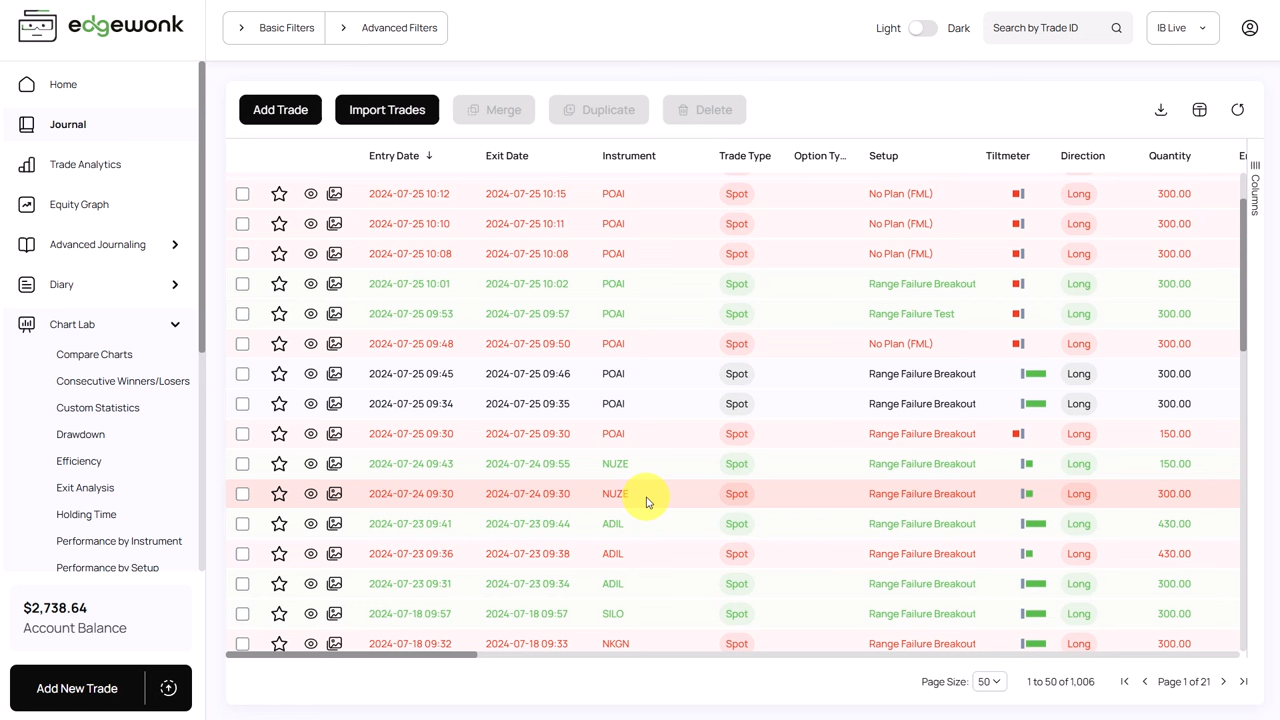 edgewonk
Basic Filters
Advanced Filters
Light
Dark
Search by Trade ID
IB Live
Home
Journal
Trade Analytics
Equity Graph
Advanced Journaling
Diary
Chart Lab
Compare Charts
Consecutive Winners/Losers
Custom Statistics
Drawdown
Efficiency
Exit Analysis
Holding Time
Performance by Instrument
Performance by Setup
$2,738.64
Account Balance
Add New Trade
Add Trade
Import Trades
Merge
Duplicate
Delete
Entry Date Exit Date Instrument Trade Type Option Ty... Setup Tiltmeter Direction Quantity
Columns
2024-07-25 10:12 2024-07-25 10:15 POAI Spot No Plan (FML) Long 300.00
2024-07-25 10:10 2024-07-25 10:11 POAI Spot No Plan (FML) Long 300.00
2024-07-25 10:08 2024-07-25 10:08 POAI Spot No Plan (FML) Long 300.00
2024-07-25 10:01 2024-07-25 10:02 POAI Spot Range Failure Breakout Long 300.00
2024-07-25 09:53 2024-07-25 09:57 POAI Spot Range Failure Test Long 300.00
2024-07-25 09:48 2024-07-25 09:50 POAI Spot No Plan (FML) Long 300.00
2024-07-25 09:45 2024-07-25 09:46 POAI Spot Range Failure Breakout Long 300.00
2024-07-25 09:34 2024-07-25 09:35 POAI Spot Range Failure Breakout Long 300.00
2024-07-25 09:30 2024-07-25 09:30 POAI Spot Range Failure Breakout Long 150.00
2024-07-24 09:43 2024-07-24 09:55 NUZE Spot Range Failure Breakout Long 150.00
2024-07-24 09:30 2024-07-24 09:30 NUZE Spot Range Failure Breakout Long 300.00
2024-07-23 09:41 2024-07-23 09:44 ADIL Spot Range Failure Breakout Long 430.00
2024-07-23 09:36 2024-07-23 09:38 ADIL Spot Range Failure Breakout Long 430.00
2024-07-23 09:31 2024-07-23 09:34 ADIL Spot Range Failure Breakout Long 300.00
2024-07-18 09:57 2024-07-18 09:57 SILO Spot Range Failure Breakout Long 300.00
2024-07-18 09:32 2024-07-18 09:33 NKGN Spot Range Failure Breakout Long 300.00
Page Size: 50 1 to 50 of 1,006 Page 1 of 21